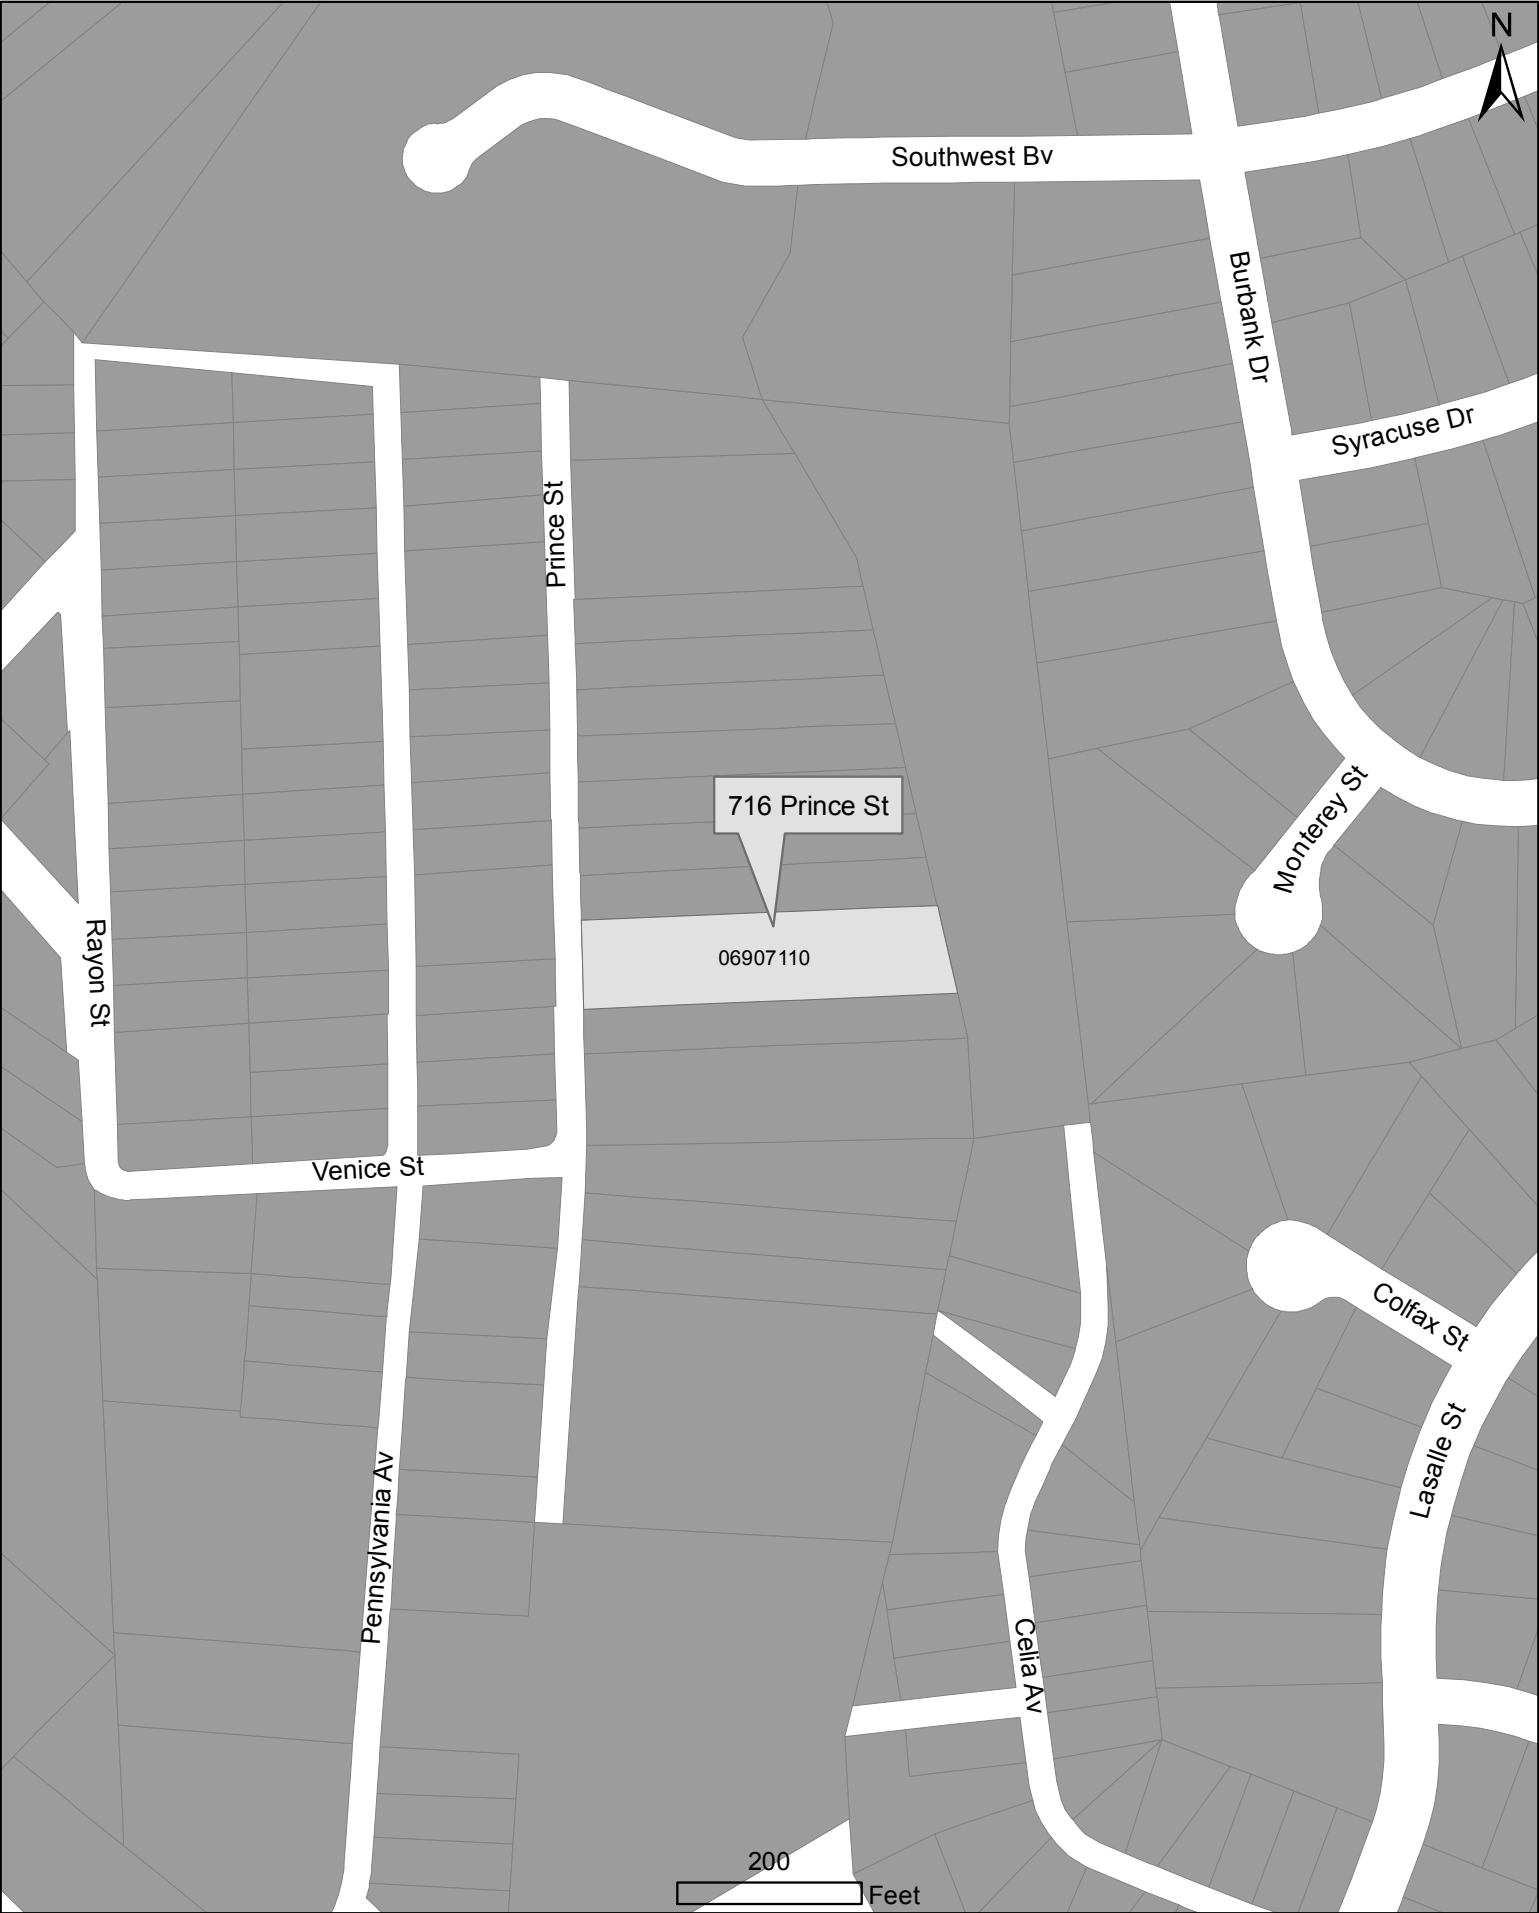 N
Southwest Bv
Burbank Dr
Syracuse Dr
Prince St
Monterey St
716 Prince St
06907110
Rayon St
Venice St
Colfax St
Lasalle St
Pennsylvania Av
Celia Av
200
Feet